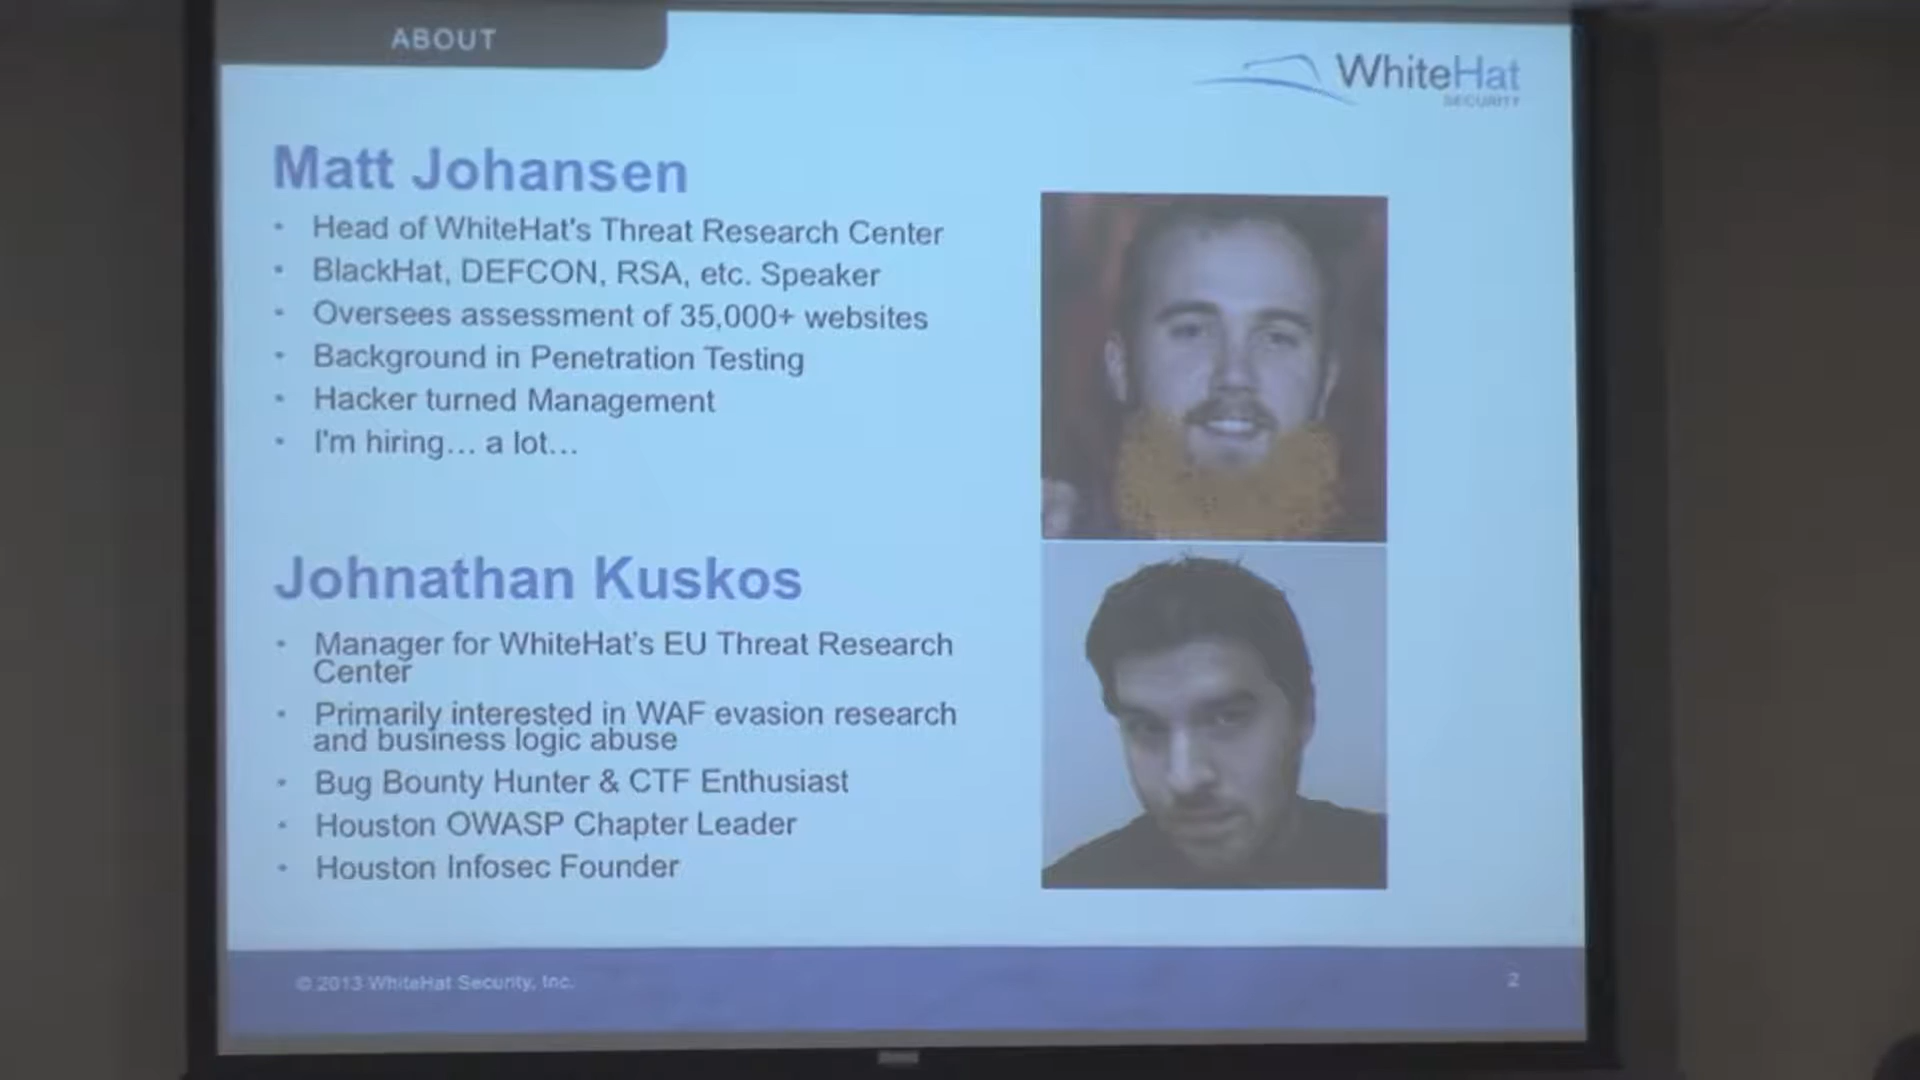 ABOUT
WhiteHat
SECURITY
Matt Johansen
• Head of WhiteHat's Threat Research Center
• BlackHat, DEFCON, RSA, etc. Speaker
• Oversees assessment of 35,000+ websites
• Background in Penetration Testing
• Hacker turned Management
• I'm hiring... a lot...
Johnathan Kuskos
• Manager for WhiteHat's EU Threat Research
Center
• Primarily interested in WAF evasion research
and business logic abuse
• Bug Bounty Hunter & CTF Enthusiast
• Houston OWASP Chapter Leader
• Houston Infosec Founder
© 2013 WhiteHat Security, Inc.
2